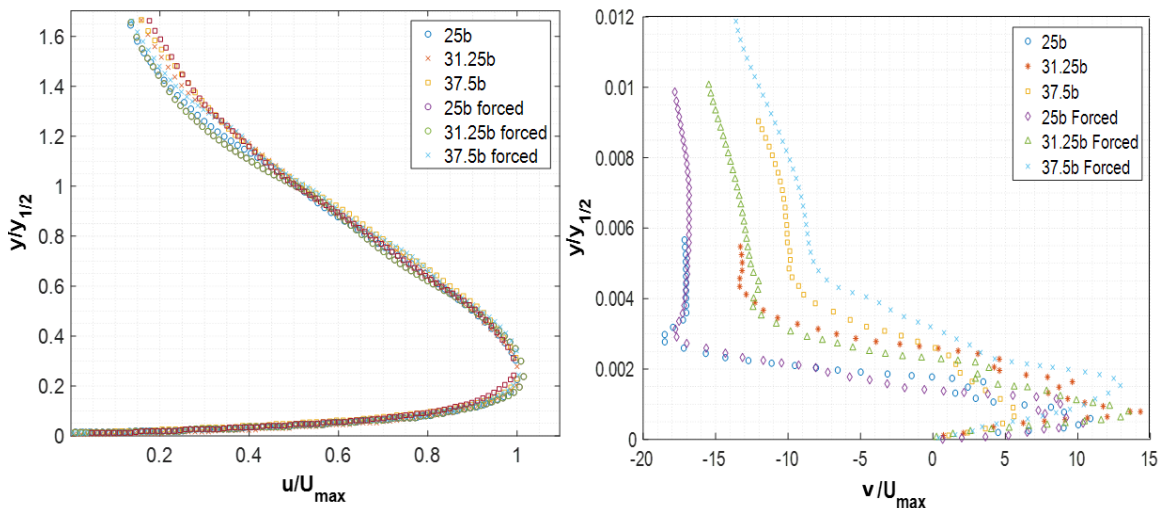 1.6
1.4
1.2
1
0.8
0.6
0.4
0.2
0
y/y1/2
0.2
0.4
0.6
0.8
1
u/Umax
25b
31.25b
37.5b
25b forced
31.25b forced
37.5b forced
0.012
0.01
0.008
0.006
0.004
0.002
0
y/y1/2
-20
-15
-10
-5
0
5
10
15
v/Umax
25b
31.25b
37.5b
25b Forced
31.25b Forced
37.5b Forced